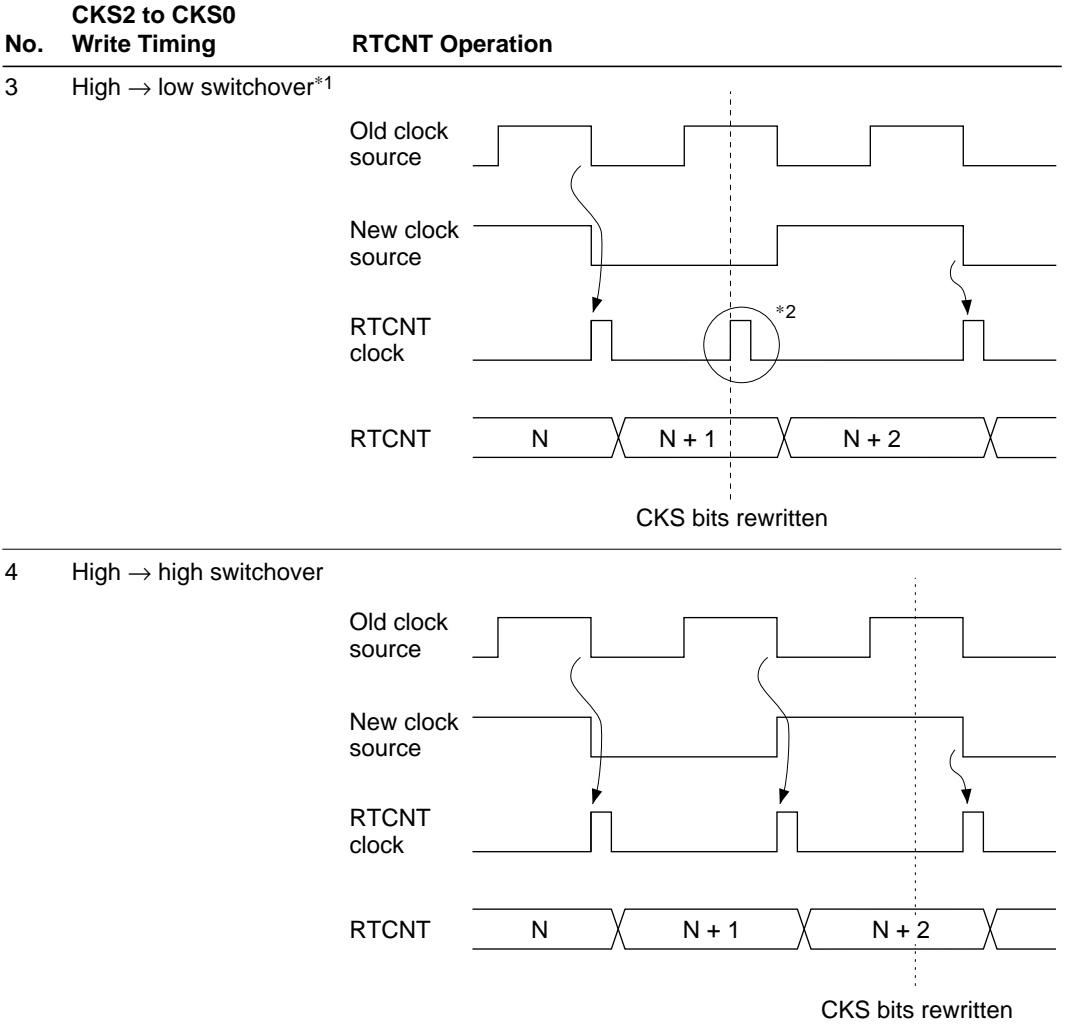 CKS2 to CKS0
No. Write Timing RTCNT Operation
3 High → low switchover*1
Old clock
source
New clock
source
*2
RTCNT
clock
RTCNT N N + 1 N + 2
CKS bits rewritten
4 High → high switchover
Old clock
source
New clock
source
RTCNT
clock
RTCNT N N + 1 N + 2
CKS bits rewritten